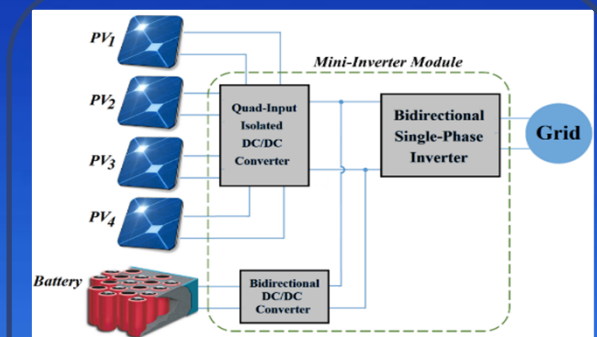 PV1
Mini-Inverter Module
PV2
Quad-Input
Isolated
DC/DC
Converter
Bidirectional
Single-Phase
Inverter
Grid
PV3
PV4
Battery
Bidirectional
DC/DC
Converter